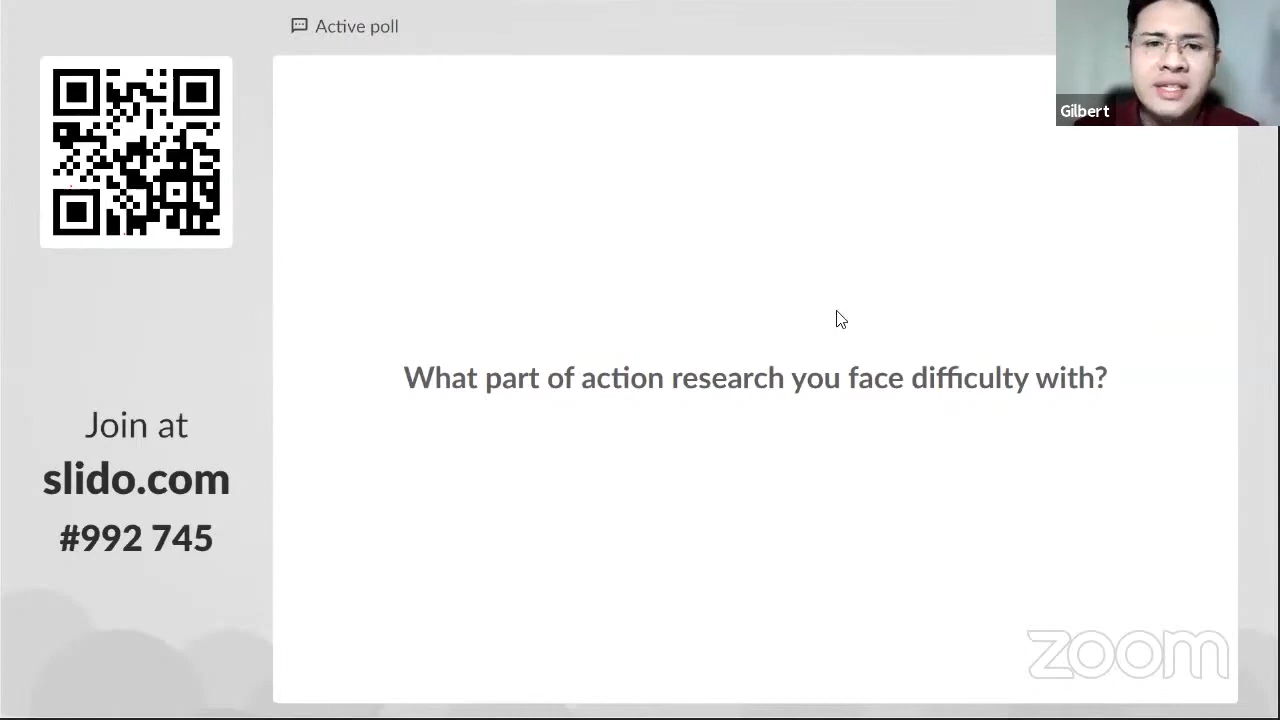 Active poll
Gilbert
What part of action research you face difficulty with?
Join at
slido.com
#992 745
zoom